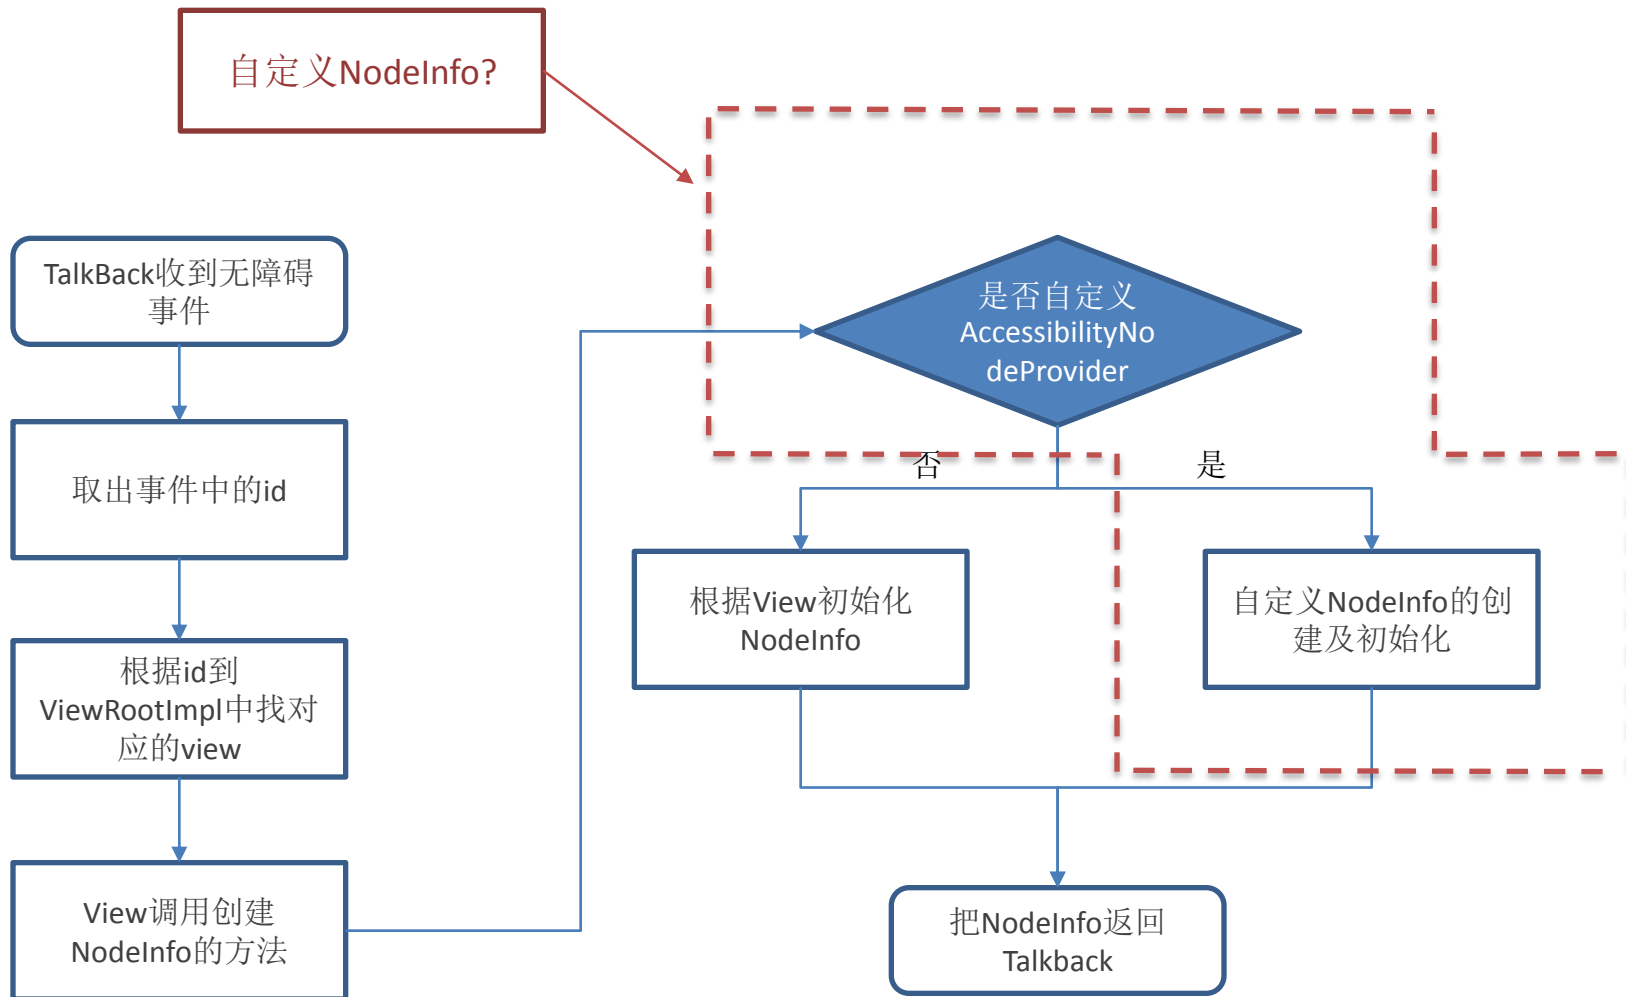 自定义NodeInfo?
TalkBack收到无障碍
事件
取出事件中的id
根据id到
ViewRootImpl中找对
应的view
View调用创建
NodeInfo的方法
是否自定义
AccessibilityNo
deProvider
否
是
根据View初始化
NodeInfo
自定义NodeInfo的创
建及初始化
把NodeInfo返回
Talkback